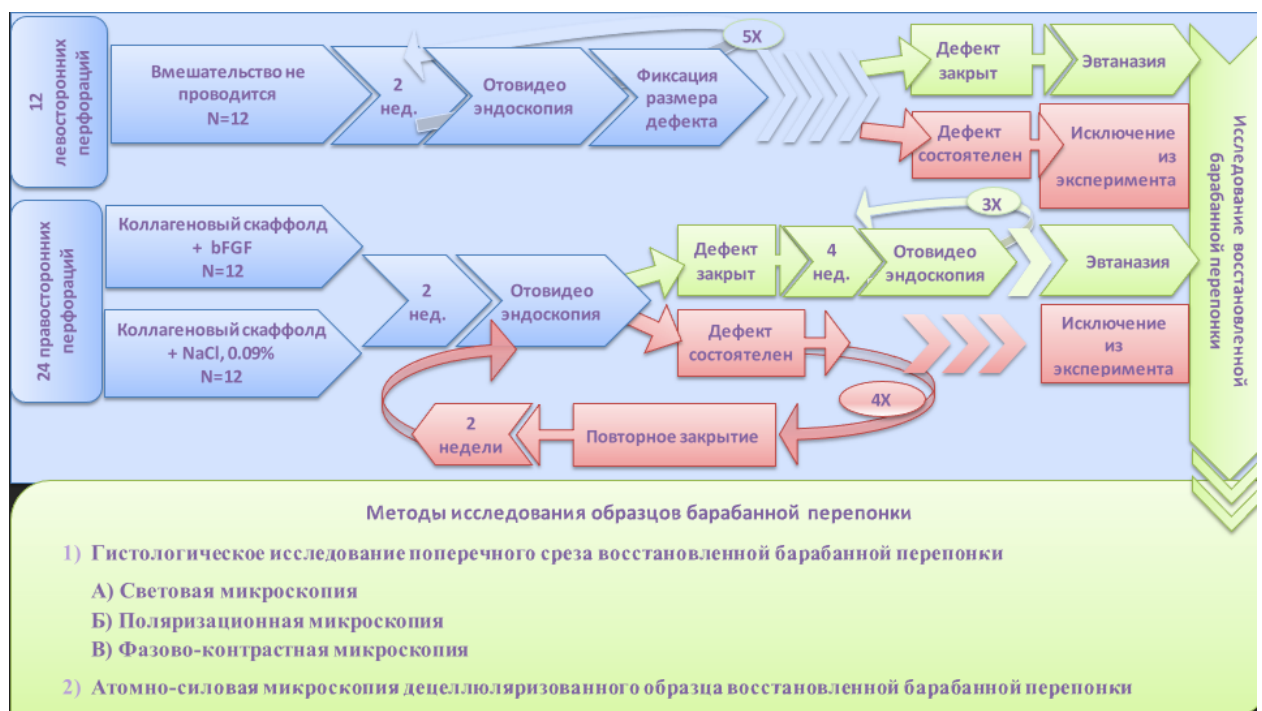 12
левосторонних
перфораций
Вмешательство не
проводится
N=12
2
нед.
Отовидео
эндоскопия
Фиксация
размера
дефекта
5X
Дефект
закрыт
Эвтаназия
Дефект
состоятелен
Исключение
из
эксперимента
24 правосторонних
перфораций
Коллагеновый скаффолд
+ bFGF
N=12
Коллагеновый скаффолд
+ NaCl, 0.09%
N=12
2
нед.
Отовидео
эндоскопия
Дефект
закрыт
4
нед.
Отовидео
эндоскопия
3X
Эвтаназия
Дефект
состоятелен
Исключение
из
эксперимента
4X
Повторное закрытие
2
недели
Исследование восстановленной
барабанной перепонки
Методы исследования образцов барабанной перепонки
1) Гистологическое исследование поперечного среза восстановленной барабанной перепонки
А) Световая микроскопия
Б) Поляризационная микроскопия
В) Фазово-контрастная микроскопия
2) Атомно-силовая микроскопия децеллюляризованного образца восстановленной барабанной перепонки